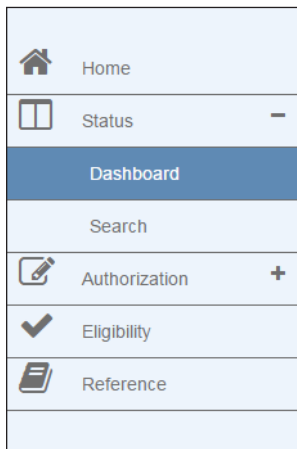 Home
Status
Dashboard
Search
Authorization
Eligibility
Reference